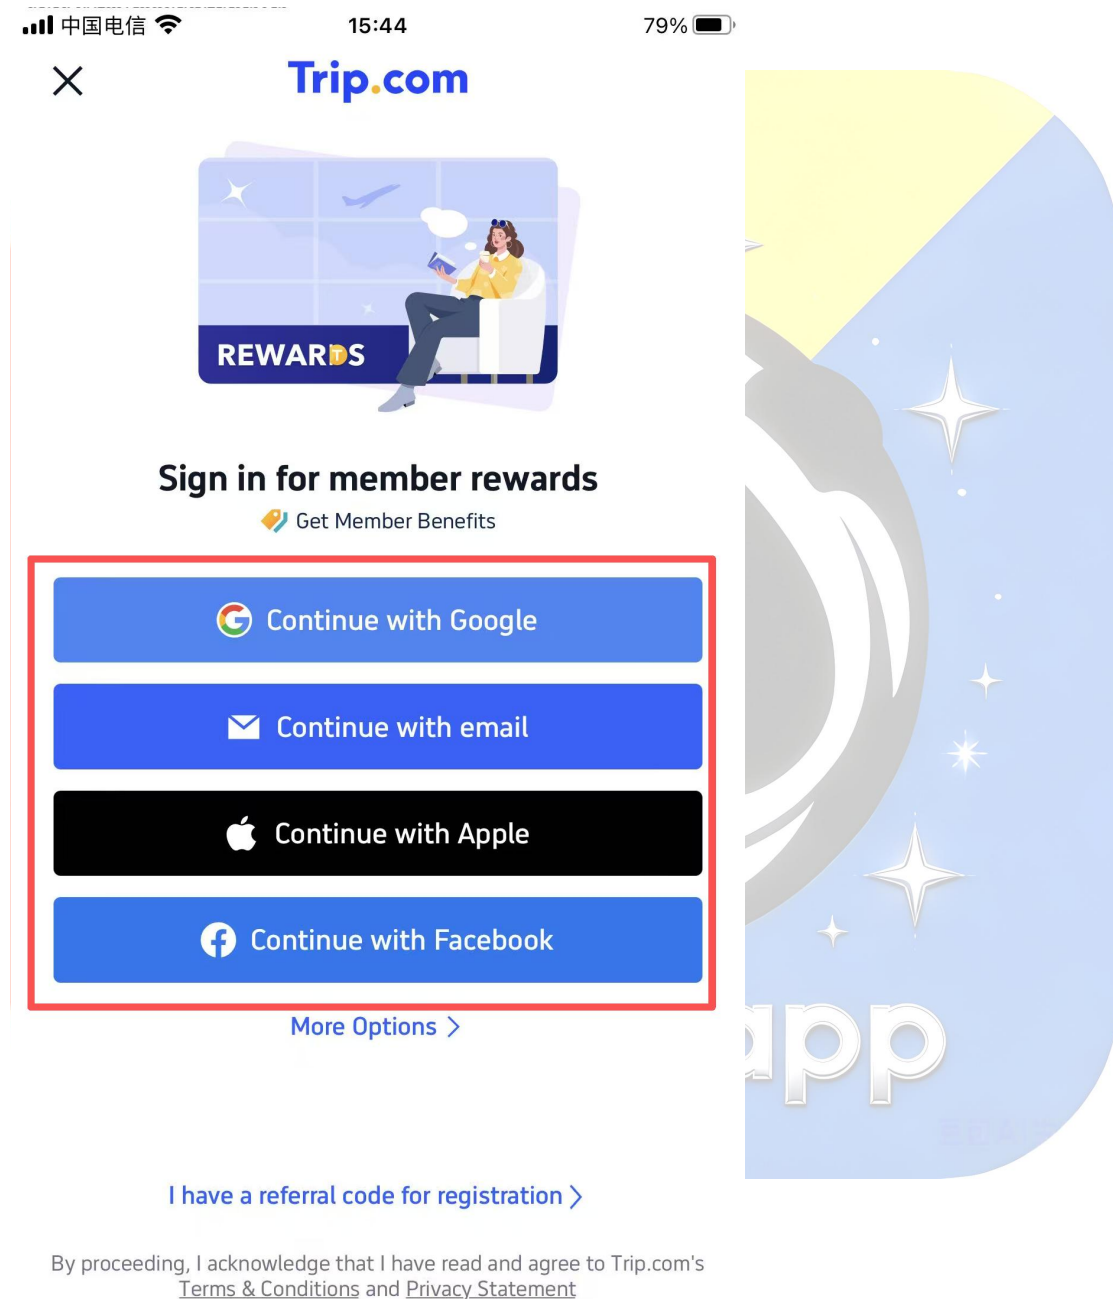 中国电信 15:44 79%
Trip.com
REWARDS
Sign in for member rewards
Get Member Benefits
Continue with Google
Continue with email
Continue with Apple
Continue with Facebook
More Options >
app
I have a referral code for registration >
By proceeding, I acknowledge that I have read and agree to Trip.com's
Terms & Conditions and Privacy Statement